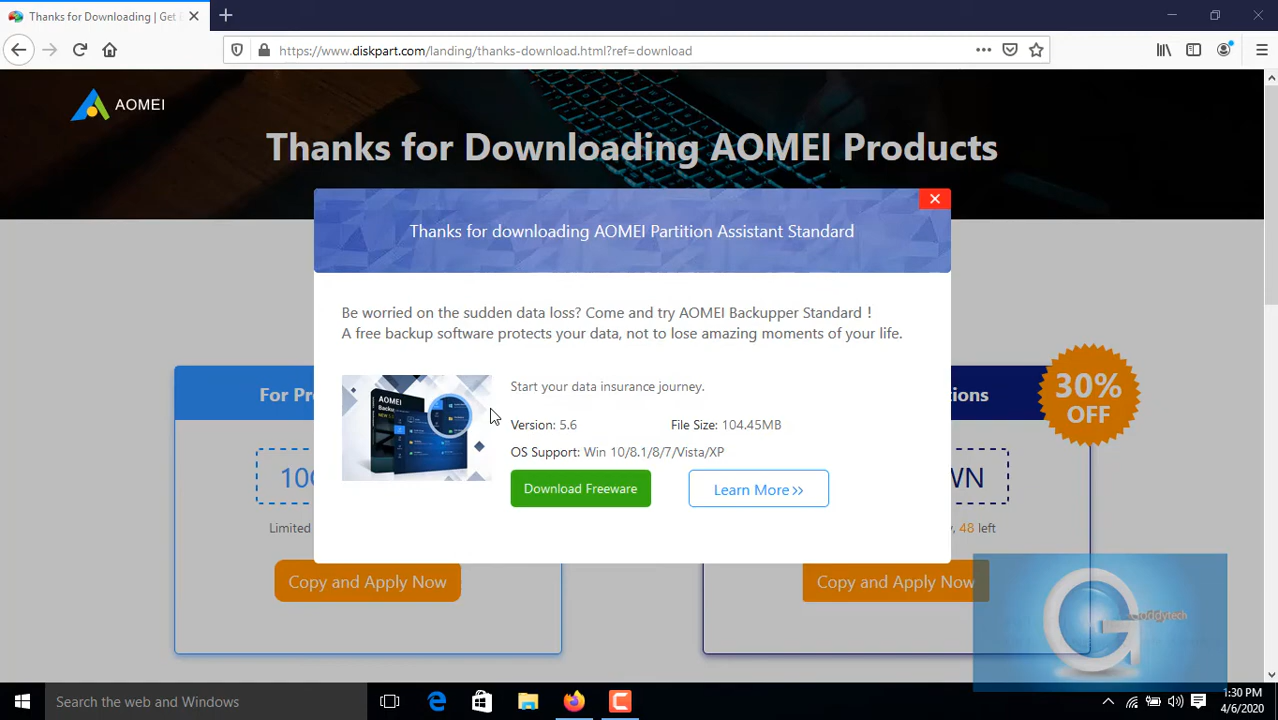 Thanks for Downloading | Get
https://www.diskpart.com/landing/thanks-download.html?ref=download
AOMEI
Thanks for Downloading AOMEI Products
Thanks for downloading AOMEI Partition Assistant Standard
Be worried on the sudden data loss? Come and try AOMEI Backupper Standard !
A free backup software protects your data, not to lose amazing moments of your life.
AOMEI
Start your data insurance journey.
Version: 5.6 File Size: 104.45MB
OS Support: Win 10/8.1/8/7/Vista/XP
Download Freeware Learn More >>
For Pr
Limited
Copy and Apply Now
30%
OFF
48 left
Copy and Apply Now
Search the web and Windows
1:30 PM
4/6/2020